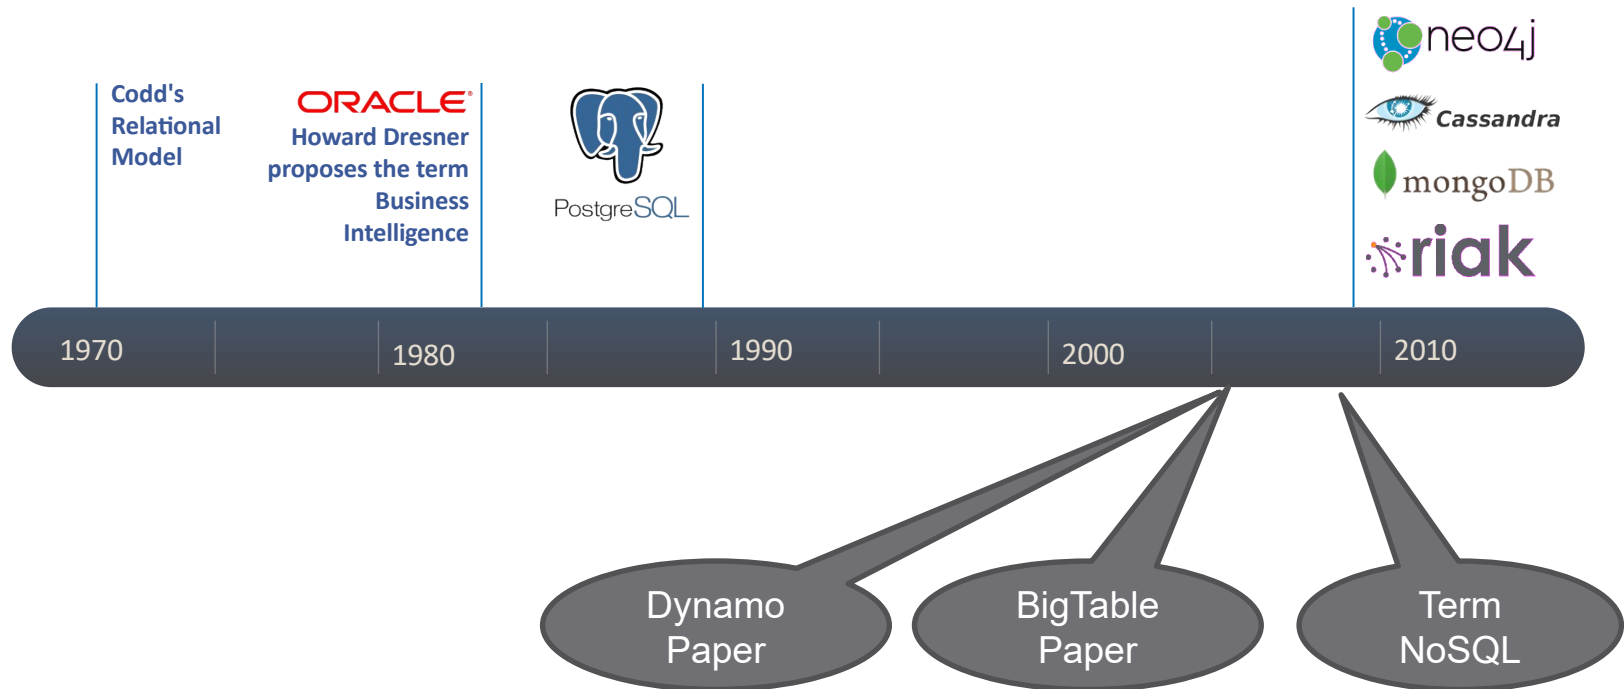 Codd's
Relational
Model
ORACLE®
Howard Dresner
proposes the term
Business
Intelligence
PostgreSQL
neo4j
Cassandra
mongoDB
riak
1970
1980
1990
2000
2010
Dynamo
Paper
BigTable
Paper
Term
NoSQL